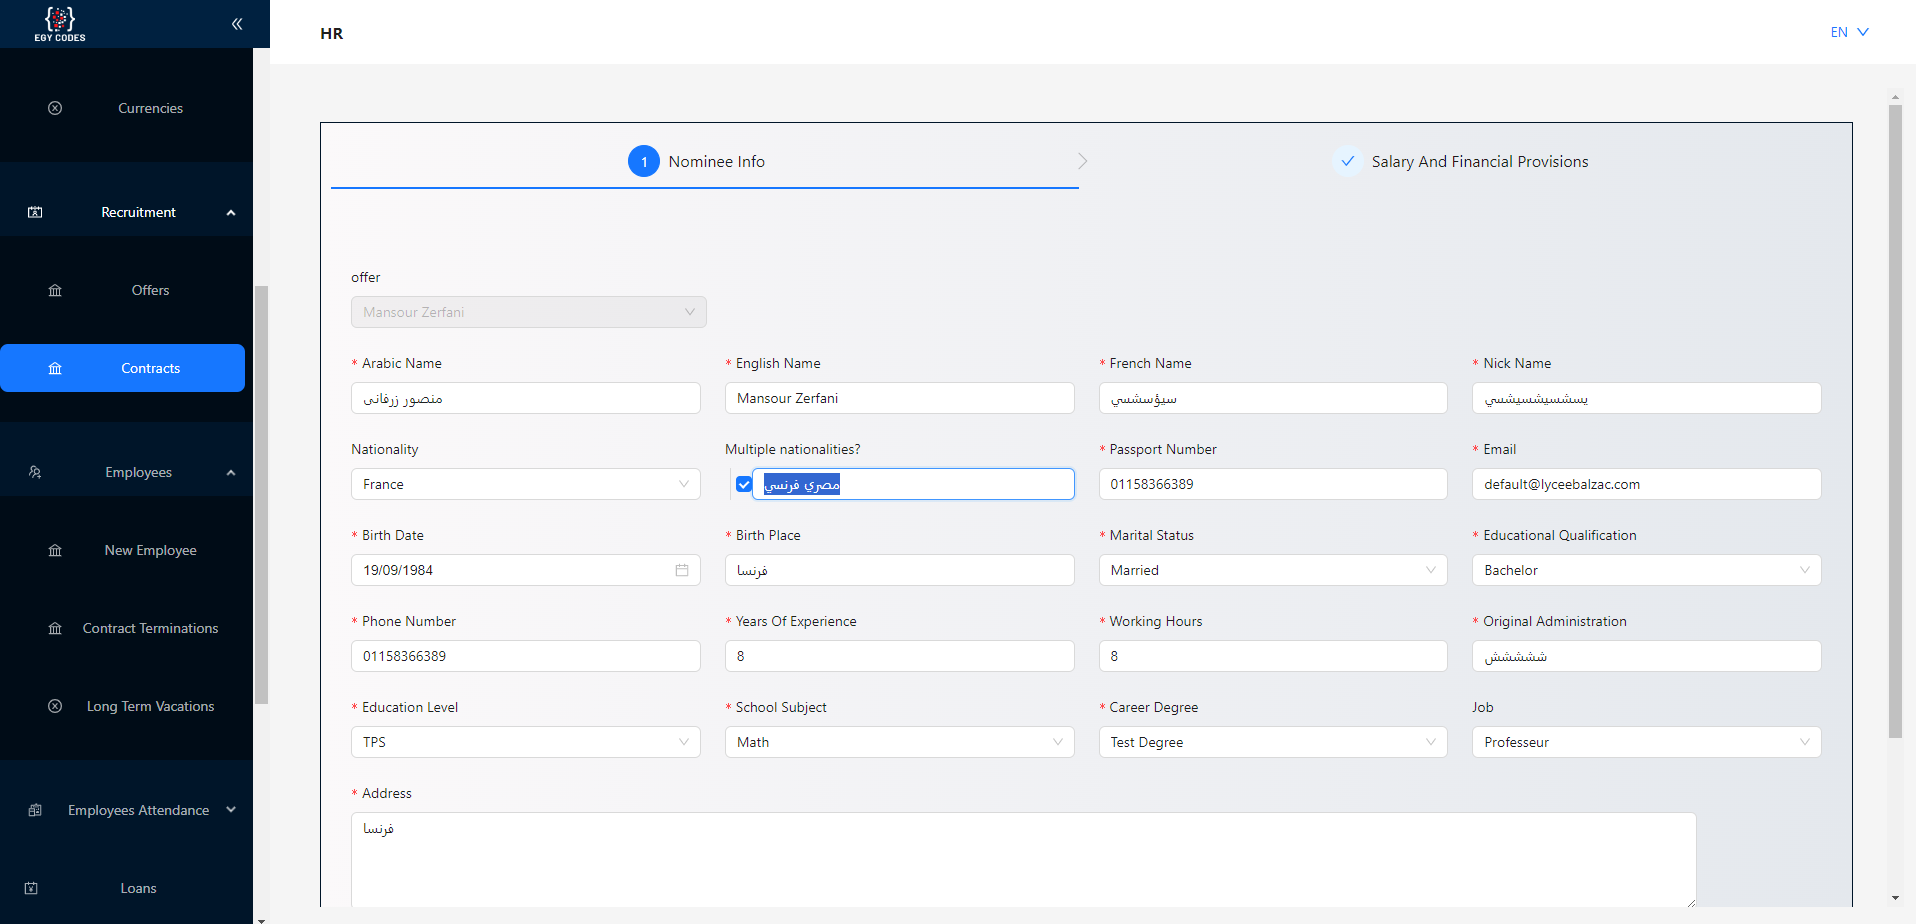 EGY CODES
HR
EN
Currencies
Recruitment
Offers
Contracts
Employees
New Employee
Contract Terminations
Long Term Vacations
Employees Attendance
Loans
1 Nominee Info
Salary And Financial Provisions
offer
Mansour Zerfani
* Arabic Name * English Name * French Name * Nick Name
منصور زرفانى Mansour Zerfani سيؤسشسي يسشسيشسيشسي
Nationality Multiple nationalities? * Passport Number * Email
France مصري فرنسي 01158366389 default@lyceebalzac.com
* Birth Date * Birth Place * Marital Status * Educational Qualification
19/09/1984 فرنسا Married Bachelor
* Phone Number * Years Of Experience * Working Hours * Original Administration
01158366389 8 8 شششششش
* Education Level * School Subject * Career Degree Job
TPS Math Test Degree Professeur
* Address
فرنسا